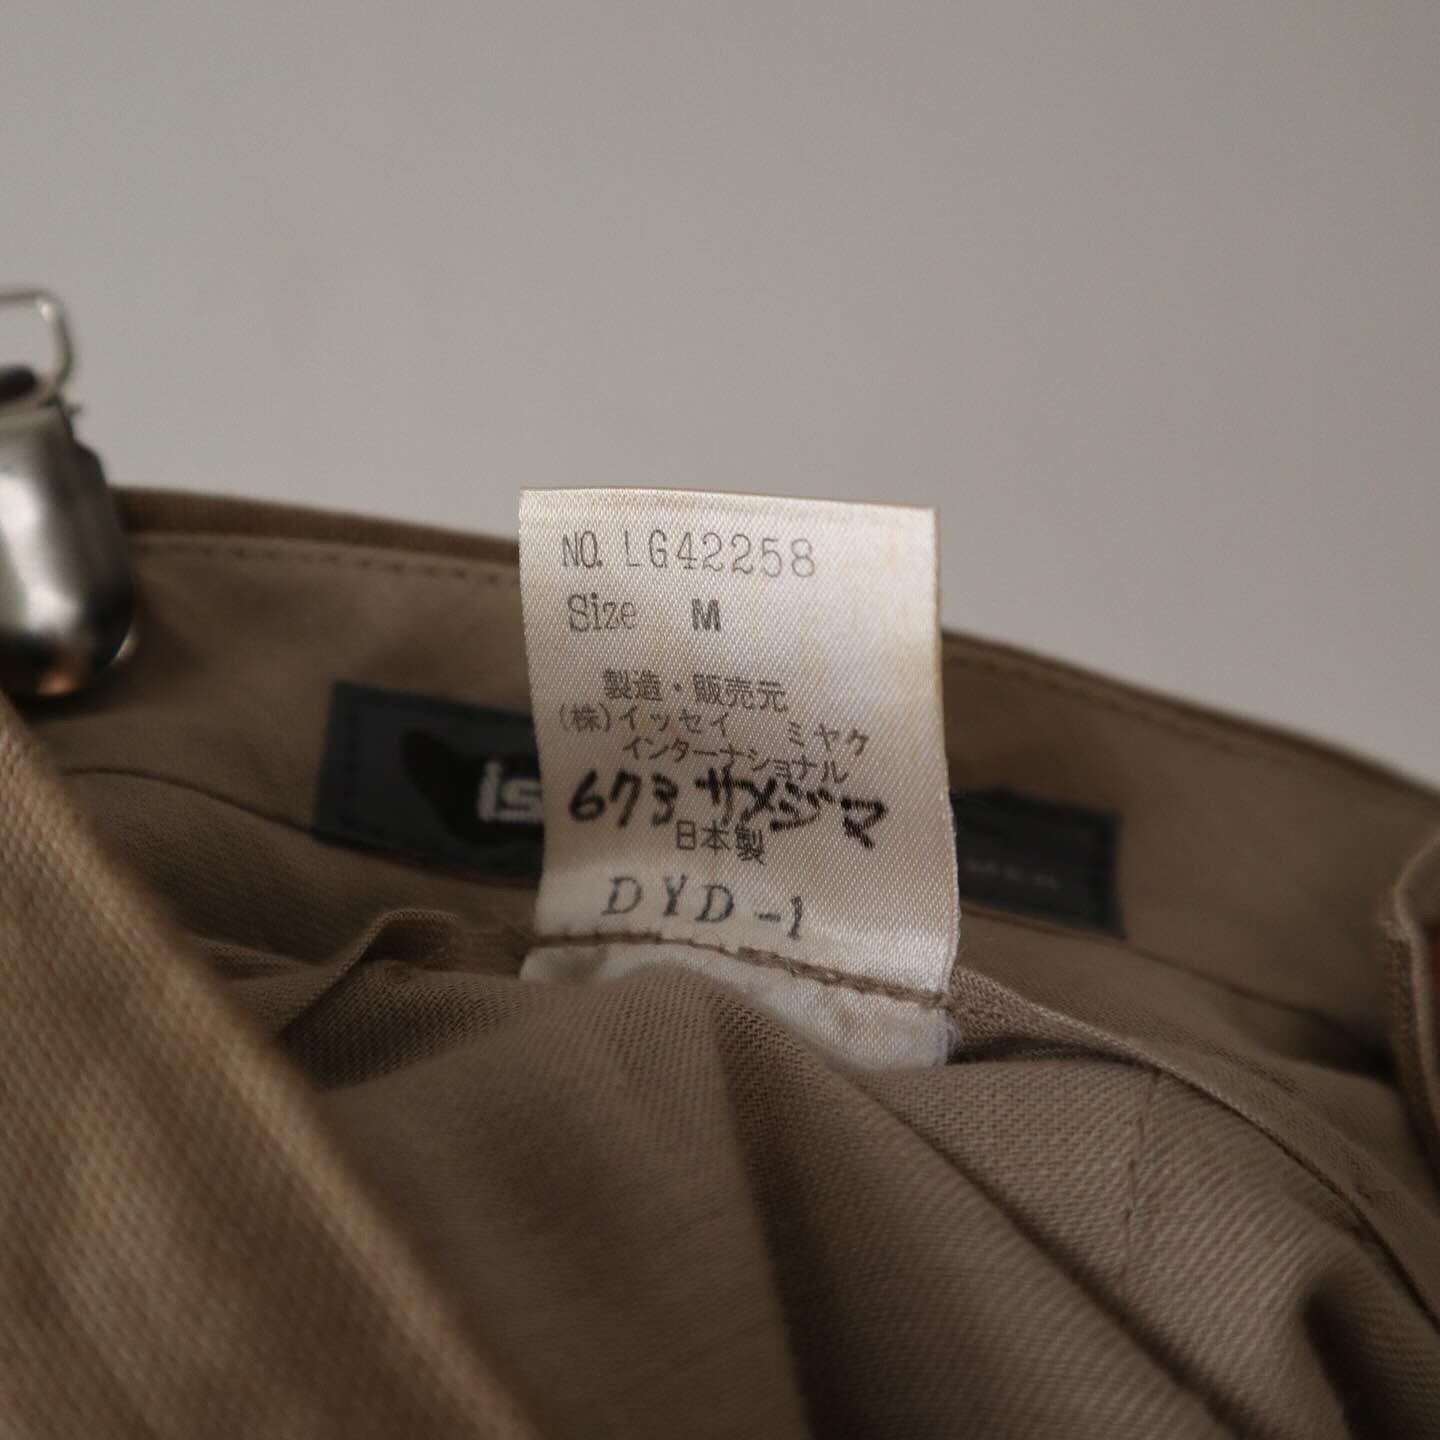 NO. LG42258
Size M
製造・販売元
(株)イッセイ ミヤケ
インターナショナル
673 サメジマ
日本製
DYD-1
is